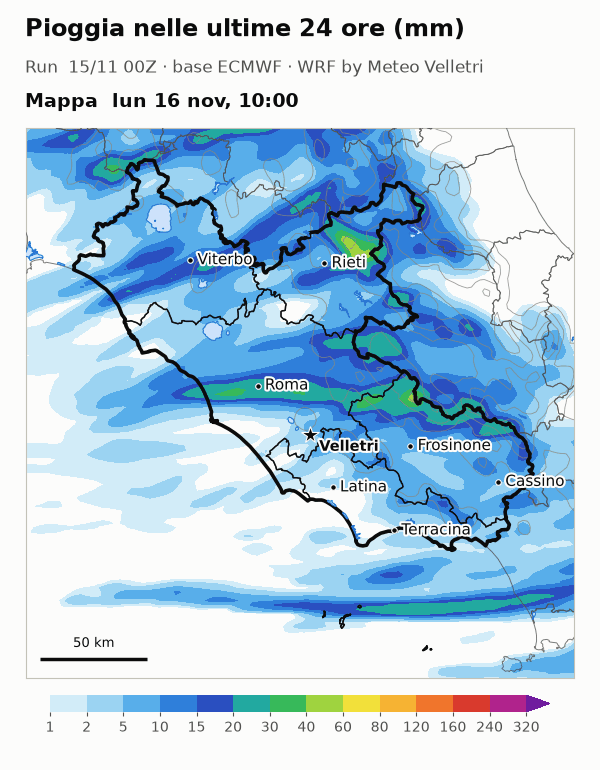 Pioggia nelle ultime 24 ore (mm)
Run  15/11 00Z · base ECMWF · WRF by Meteo Velletri
Mappa  lun 16 nov, 10:00
Viterbo
Rieti
Roma
Velletri
Frosinone
Cassino
Latina
Terracina
50 km
1 2 5 10 15 20 30 40 60 80 120 160 240 320